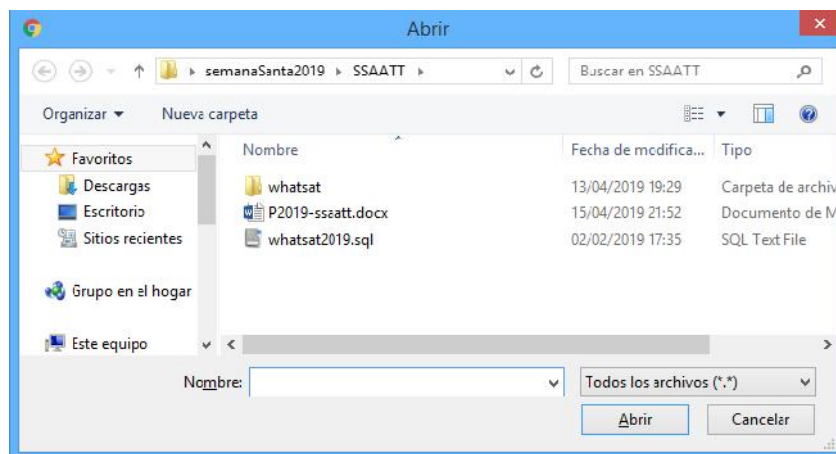 Abrir
semanaSanta2019 SSAATT
Buscar en SSAATT
Organizar Nueva carpeta
Nombre Fecha de modifica... Tipo
Favoritos
Descargas
Escritorio
Sitios recientes
Grupo en el hogar
Este equipo
whatsat 13/04/2019 19:29 Carpeta de archiv
P2019-ssaatt.docx 15/04/2019 21:52 Documento de M
whatsat2019.sql 02/02/2019 17:35 SQL Text File
Nombre:
Todos los archivos (*.*)
Abrir Cancelar